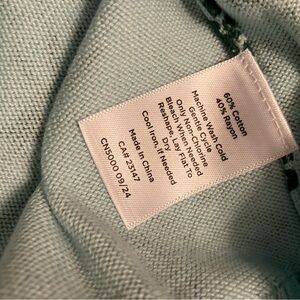 60% Cotton
40% Rayon
Machine Wash Cold
Gentle Cycle
Only Non-Chlorine
Bleach When Needed
Reshape, Lay Flat To
Dry
Cool Iron, If Needed
Made in China
CA# 23147
CNS000 09/24